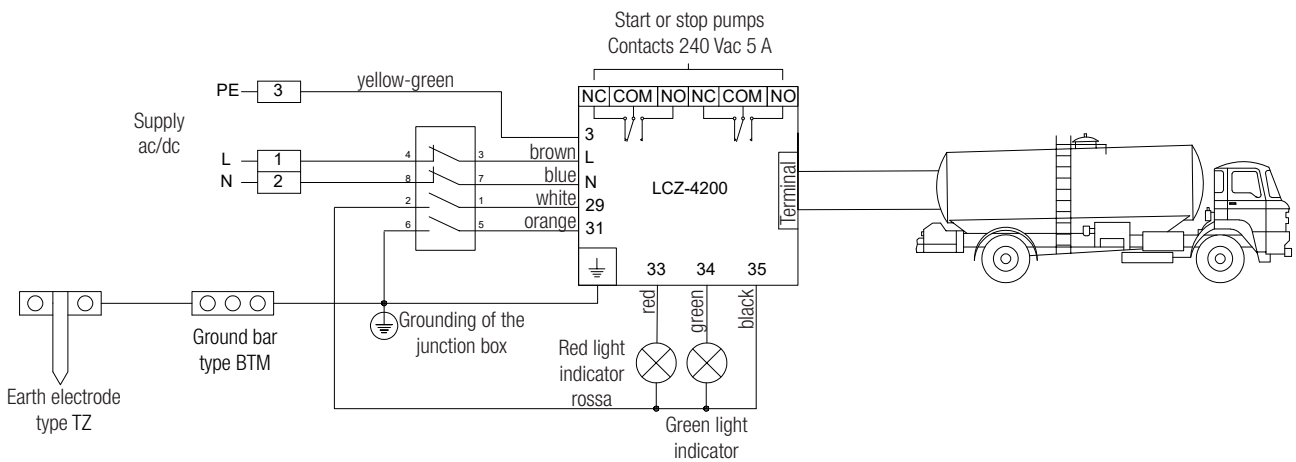 Start or stop pumps
Contacts 240 Vac 5 A
NC COM NO NC COM NO
PE 3 yellow-green
Supply
ac/dc
3
L 1 4 3 brown L
N 2 8 7 blue N
2 1 white 29
6 5 orange 31
LCZ-4200
Terminal
33 34 35
red green black
Grounding of the
junction box
Ground bar
type BTM
Earth electrode
type TZ
Red light
indicator
rossa
Green light
indicator